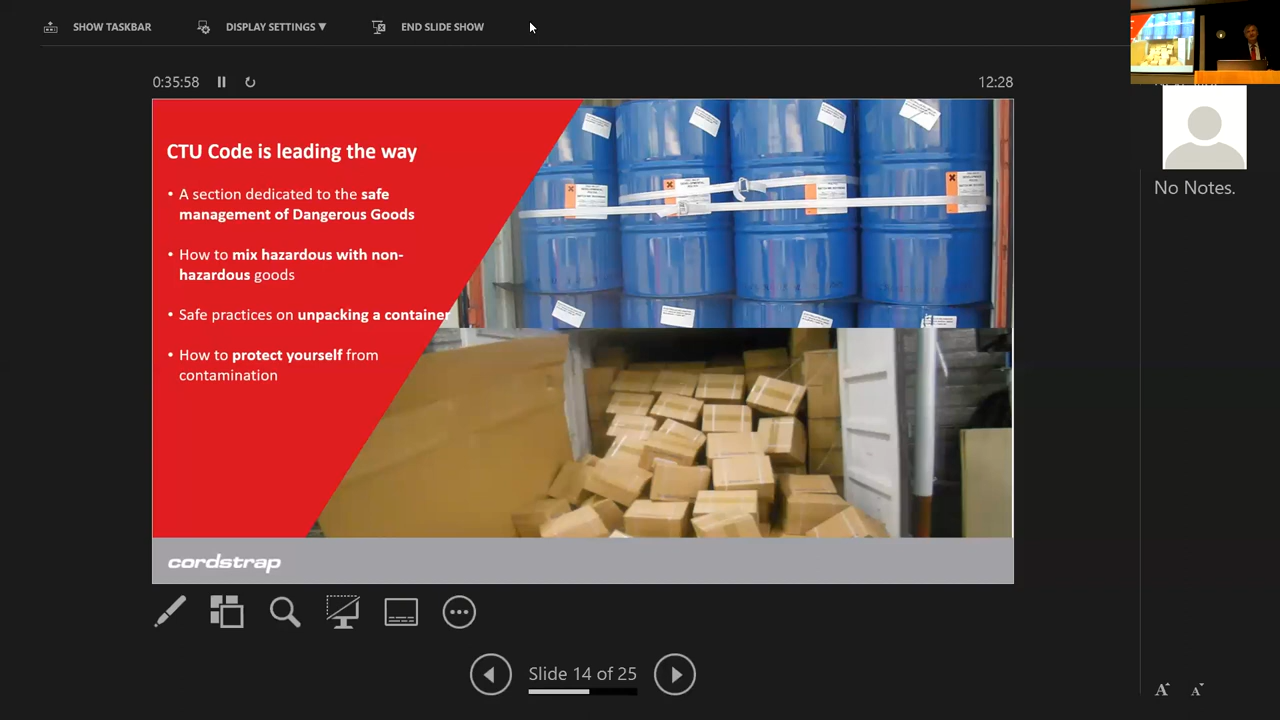 SHOW TASKBAR
DISPLAY SETTINGS ▼
END SLIDE SHOW
0:35:58
12:28
CTU Code is leading the way
• A section dedicated to the safe
management of Dangerous Goods
• How to mix hazardous with non-
hazardous goods
• Safe practices on unpacking a container
• How to protect yourself from
contamination
cordstrap
Slide 14 of 25
No Notes.
A
A